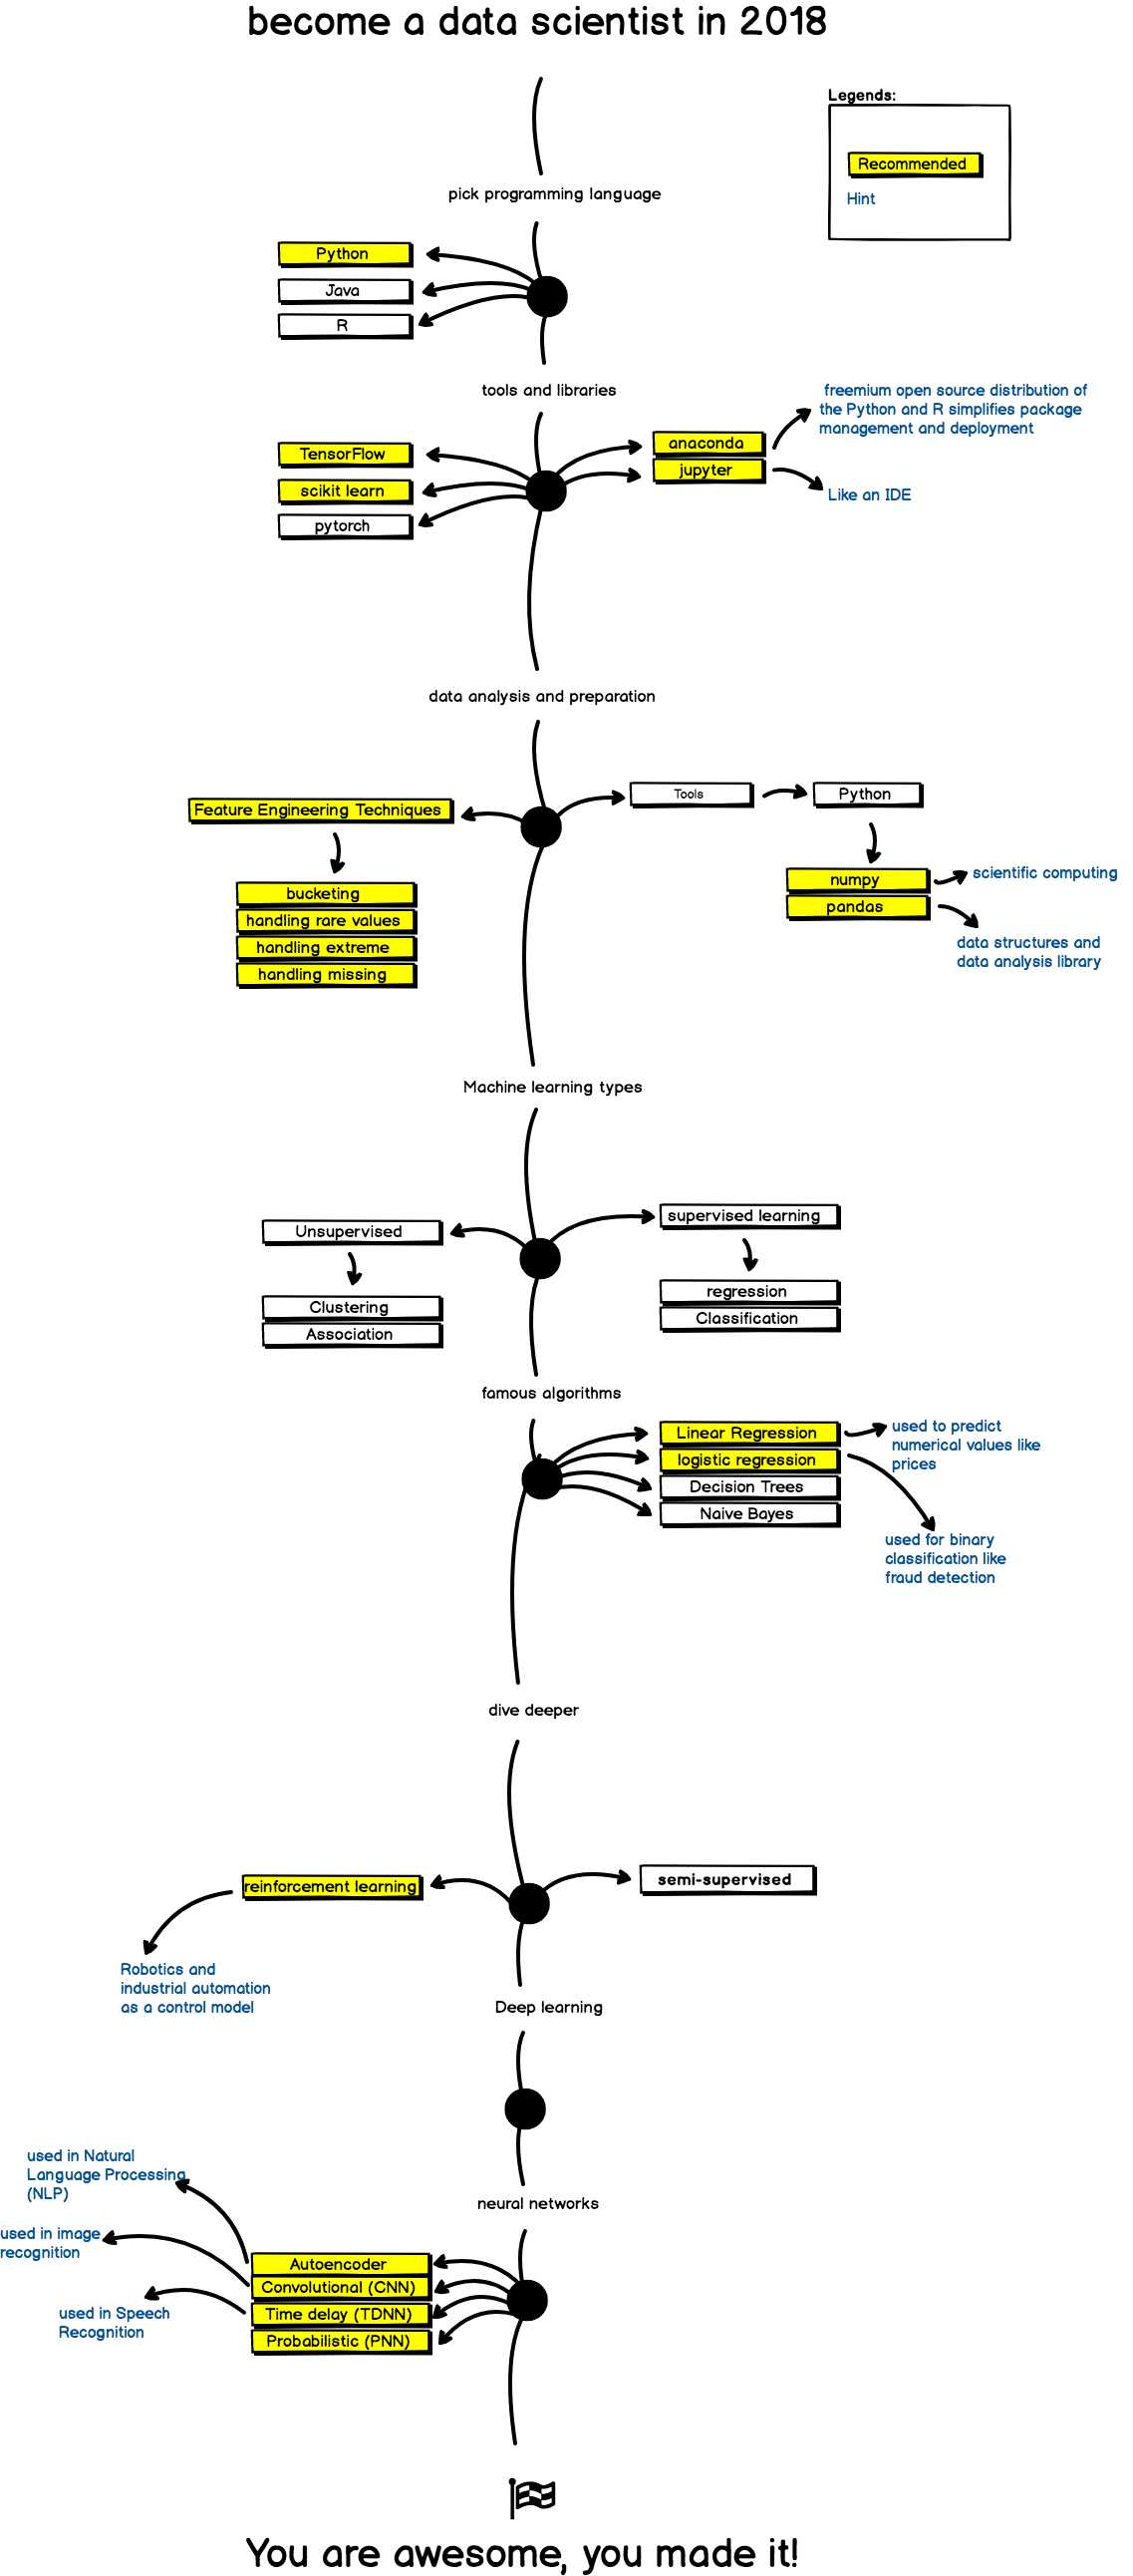 become a data scientist in 2018
Legends:
Recommended
Hint
pick programming language
Python
Java
R
tools and libraries
TensorFlow
scikit learn
pytorch
anaconda
jupyter
freemium open source distribution of
the Python and R simplifies package
management and deployment
Like an IDE
data analysis and preparation
Feature Engineering Techniques
bucketing
handling rare values
handling extreme
handling missing
Tools
Python
numpy
pandas
scientific computing
data structures and
data analysis library
Machine learning types
Unsupervised
Clustering
Association
supervised learning
regression
Classification
famous algorithms
Linear Regression
logistic regression
Decision Trees
Naive Bayes
used to predict
numerical values like
prices
used for binary
classification like
fraud detection
dive deeper
reinforcement learning
semi-supervised
Robotics and
industrial automation
as a control model
Deep learning
neural networks
used in Natural
Language Processing
(NLP)
used in image
recognition
used in Speech
Recognition
Autoencoder
Convolutional (CNN)
Time delay (TDNN)
Probabilistic (PNN)
You are awesome, you made it!